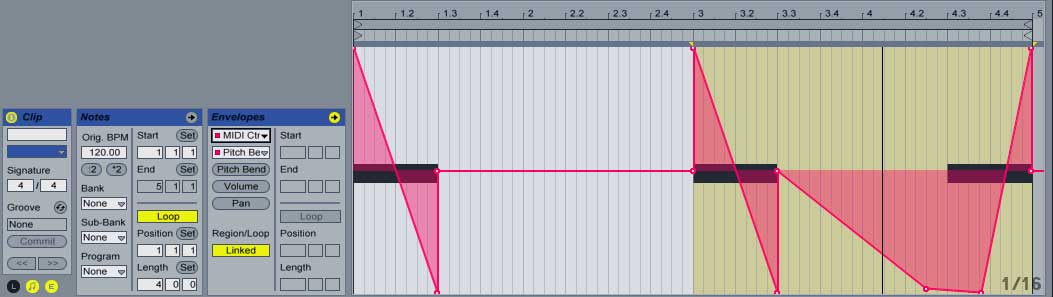 1 1.2 1.3 1.4 2 2.2 2.3 2.4 3 3.2 3.3 3.4 4 4.2 4.3 4.4 5
Clip
Signature
4 / 4
Groove
None
Commit
<< >>
L E
Notes
Orig. BPM
120.00
:2 *2
Bank
None
Sub-Bank
None
Program
None
Start Set
1 1 1
End Set
5 1 1
Loop
Position Set
1 1 1
Length Set
4 0 0
Envelopes
MIDI Ctr
Pitch Be
Pitch Bend
Volume
Pan
Region/Loop
Linked
Start
End
Loop
Position
Length
1/16